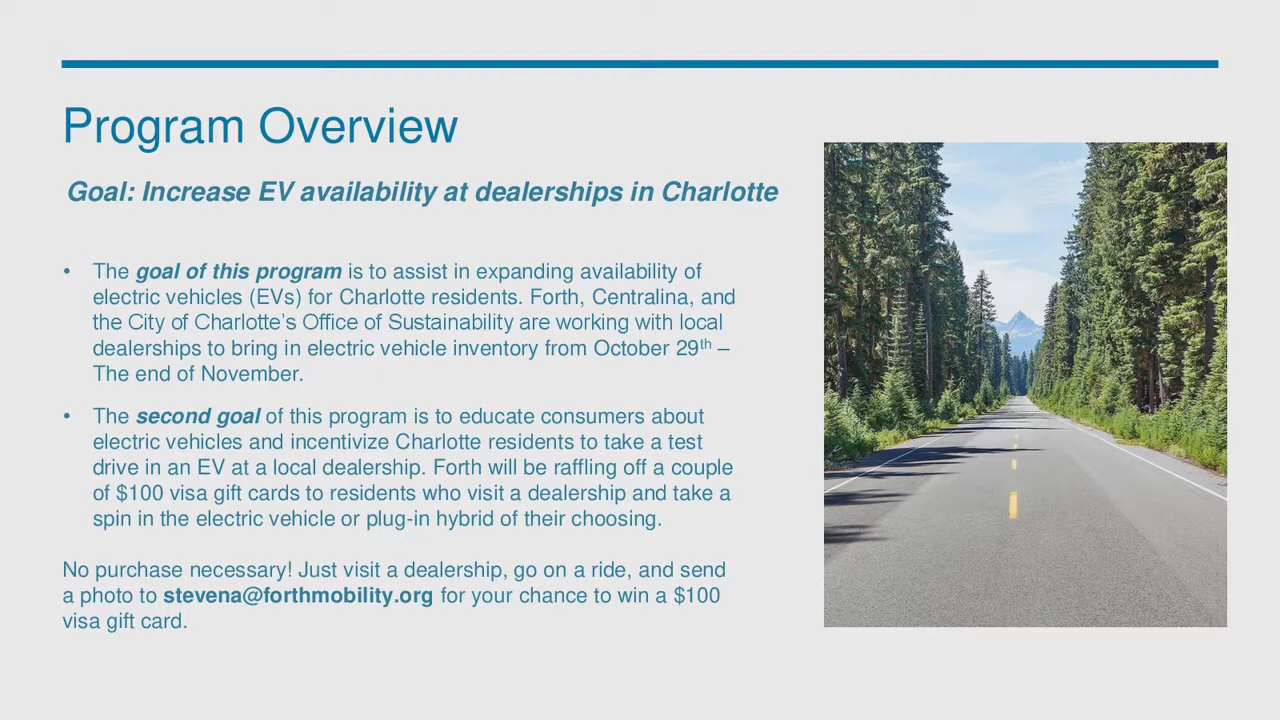 Program Overview
Goal: Increase EV availability at dealerships in Charlotte
• The goal of this program is to assist in expanding availability of
electric vehicles (EVs) for Charlotte residents. Forth, Centralina, and
the City of Charlotte’s Office of Sustainability are working with local
dealerships to bring in electric vehicle inventory from October 29th –
The end of November.
• The second goal of this program is to educate consumers about
electric vehicles and incentivize Charlotte residents to take a test
drive in an EV at a local dealership. Forth will be raffling off a couple
of $100 visa gift cards to residents who visit a dealership and take a
spin in the electric vehicle or plug-in hybrid of their choosing.
No purchase necessary! Just visit a dealership, go on a ride, and send
a photo to stevena@forthmobility.org for your chance to win a $100
visa gift card.